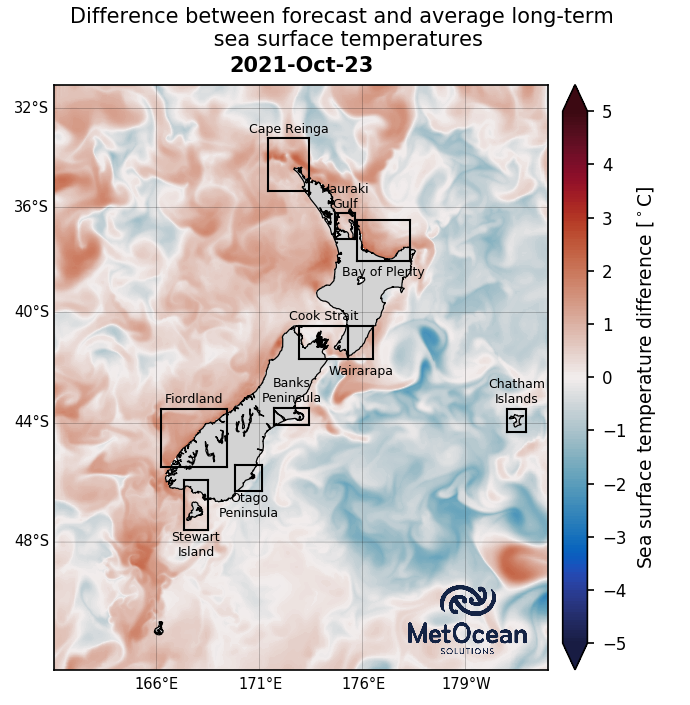 Difference between forecast and average long-term
sea surface temperatures
2021-Oct-23
32°S
36°S
40°S
44°S
48°S
Cape Reinga
Hauraki
Gulf
Bay of Plenty
Cook Strait
Wairarapa
Banks
Peninsula
Fiordland
Chatham
Islands
Otago
Peninsula
Stewart
Island
MetOcean
SOLUTIONS
166°E
171°E
176°E
179°W
5
4
3
2
1
0
−1
−2
−3
−4
−5
Sea surface temperature difference [°C]